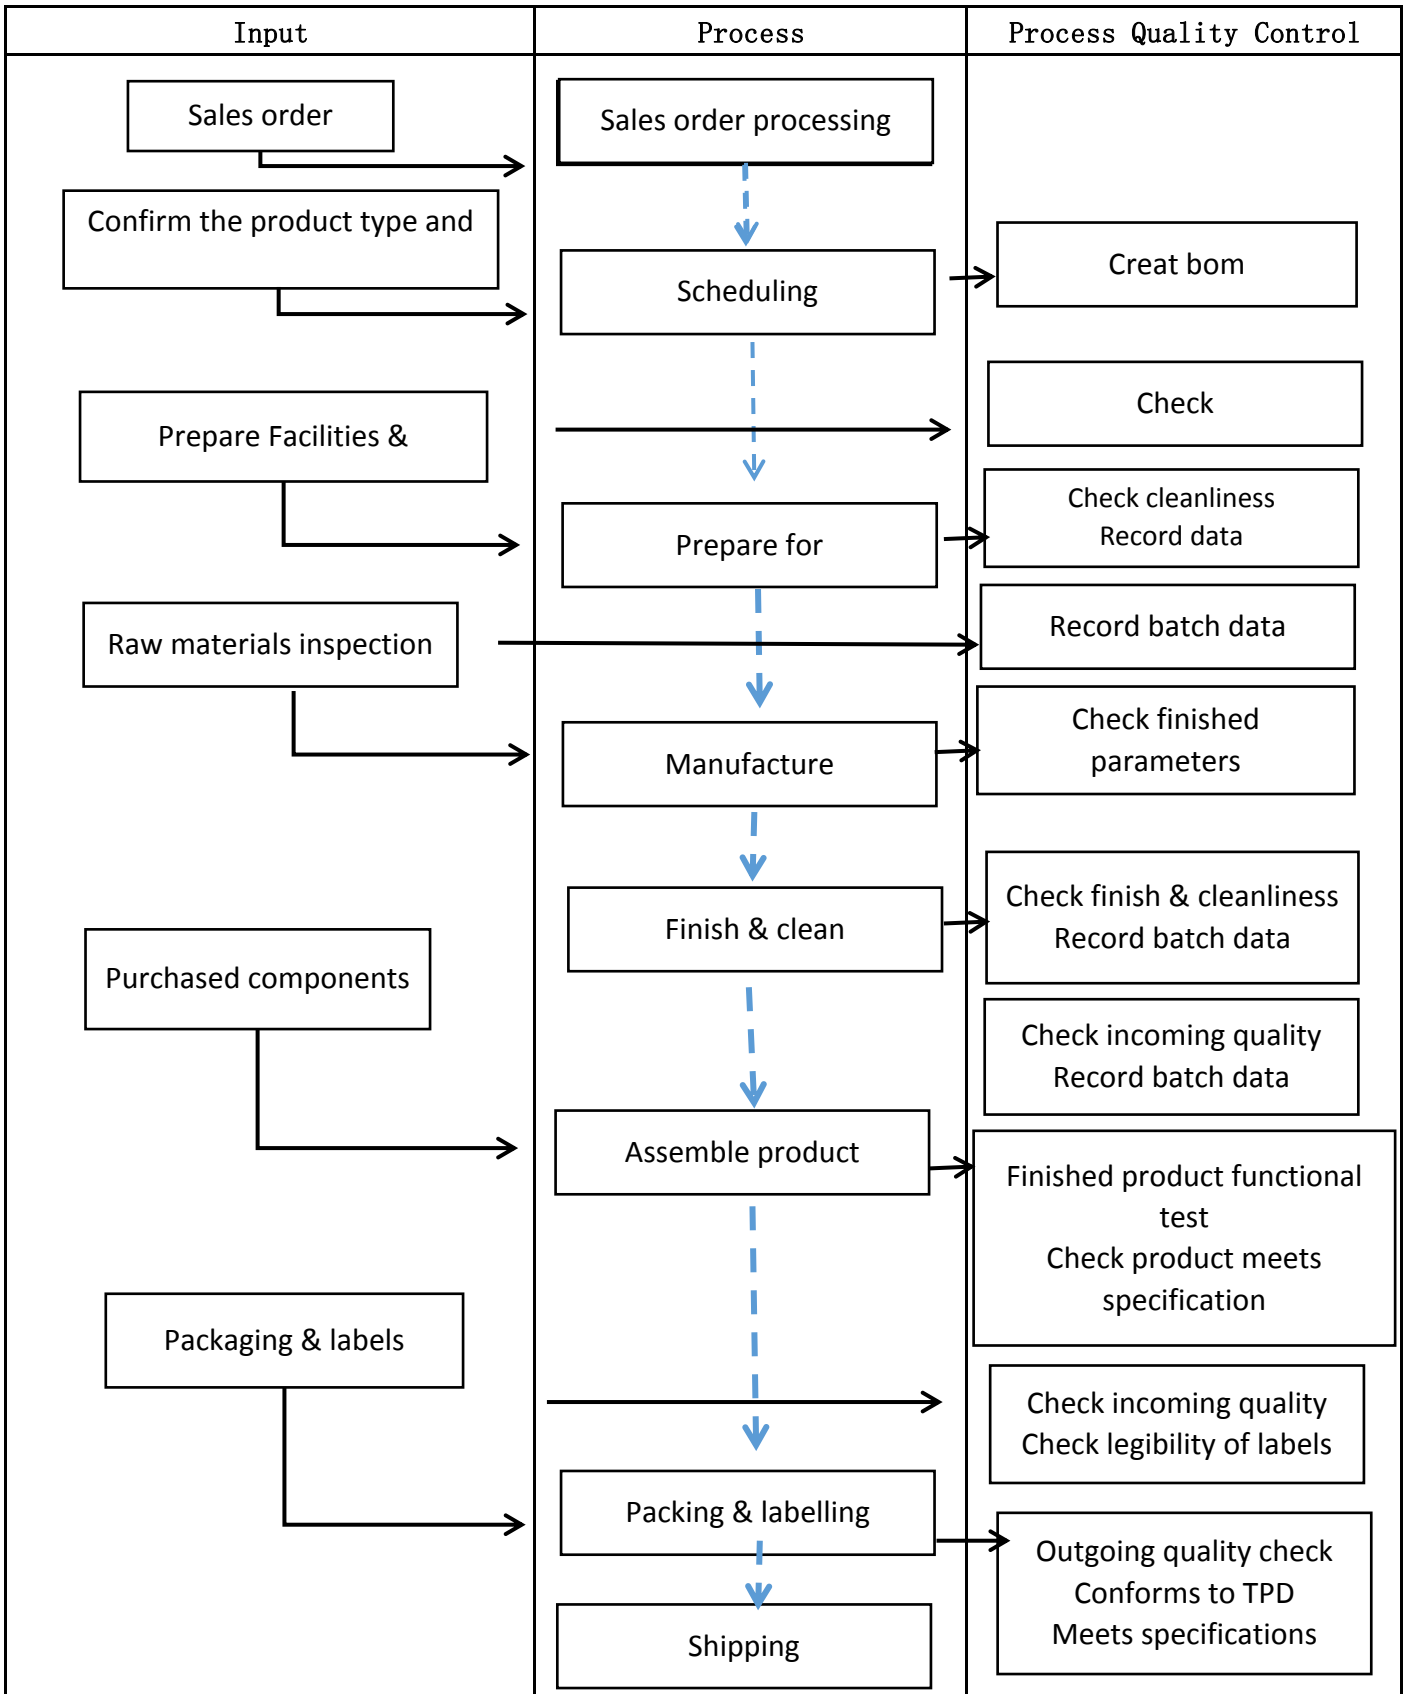 Input
Process
Process Quality Control
Sales order
Sales order processing
Confirm the product type and
Scheduling
Creat bom
Prepare Facilities &
Check
Prepare for
Check cleanliness
Record data
Raw materials inspection
Record batch data
Manufacture
Check finished
parameters
Finish & clean
Check finish & cleanliness
Record batch data
Purchased components
Check incoming quality
Record batch data
Assemble product
Finished product functional
test
Check product meets
specification
Packaging & labels
Check incoming quality
Check legibility of labels
Packing & labelling
Outgoing quality check
Conforms to TPD
Meets specifications
Shipping